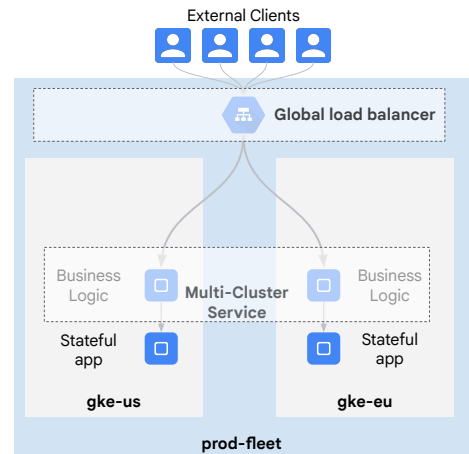 External Clients
Global load balancer
Business
Logic
Multi-Cluster
Service
Business
Logic
Stateful
app
Stateful
app
gke-us
gke-eu
prod-fleet